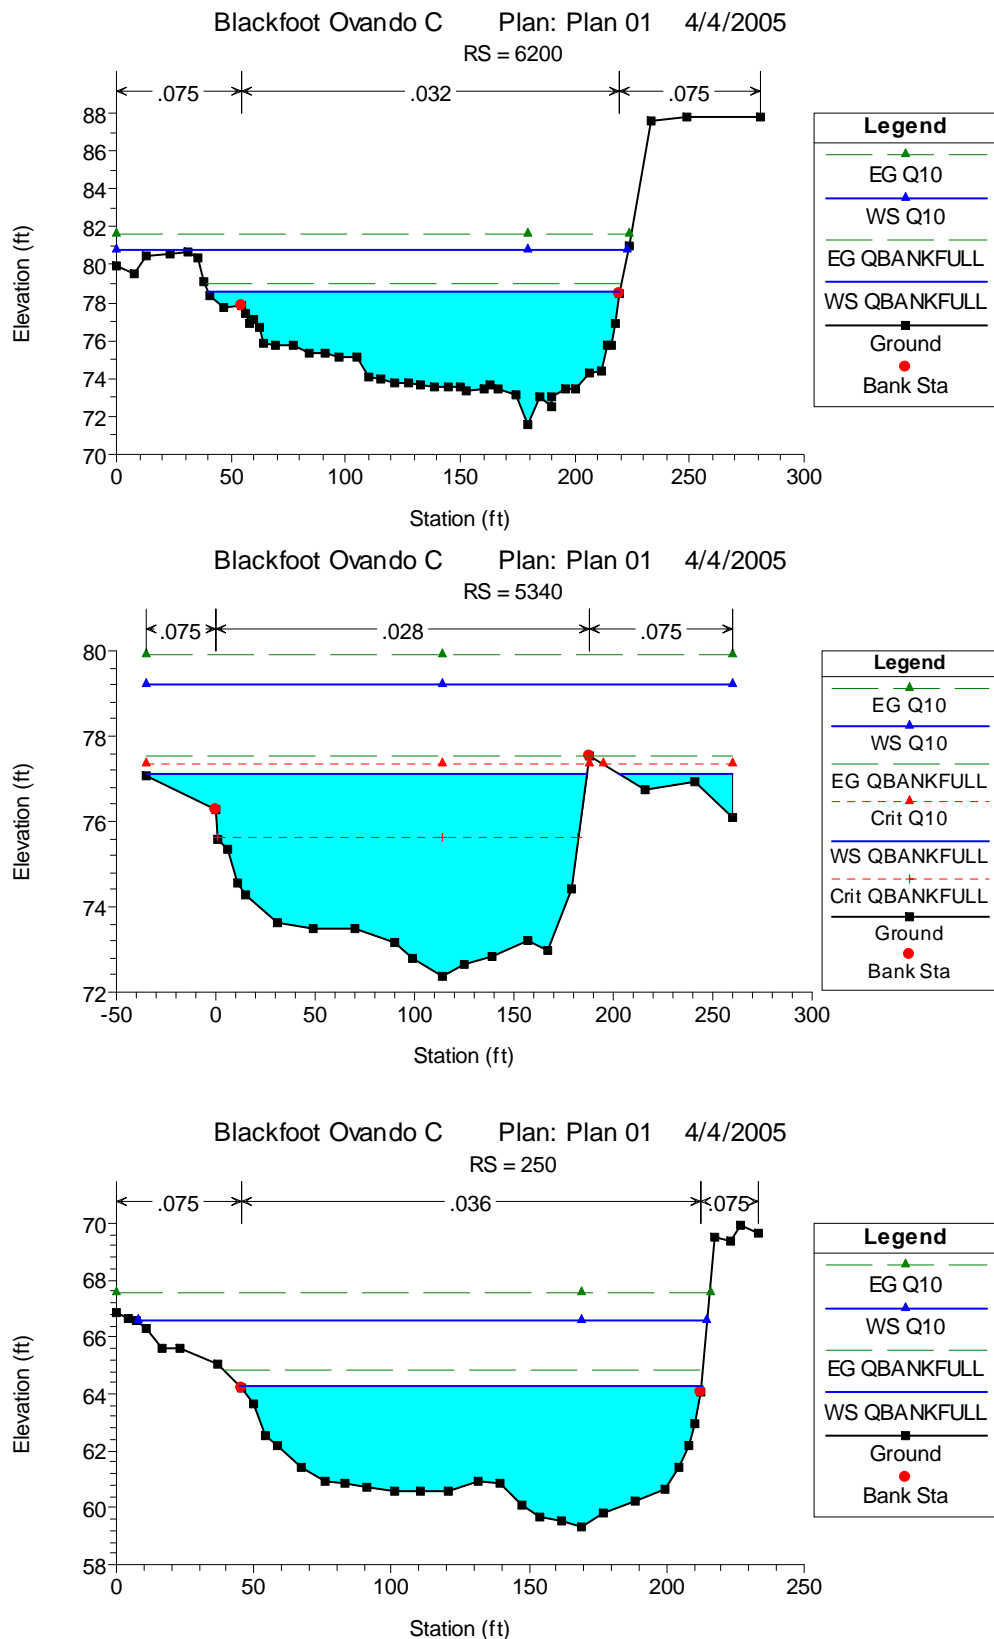 Blackfoot Ovando C Plan: Plan 01 4/4/2005
RS = 6200
.075 .032 .075
88
86
84
82
80
78
76
74
72
70
0 50 100 150 200 250 300
Elevation (ft)
Station (ft)
Legend
EG Q10
WS Q10
EG QBANKFULL
WS QBANKFULL
Ground
Bank Sta
Blackfoot Ovando C Plan: Plan 01 4/4/2005
RS = 5340
.075 .028 .075
80
78
76
74
72
-50 0 50 100 150 200 250 300
Elevation (ft)
Station (ft)
Legend
EG Q10
WS Q10
EG QBANKFULL
Crit Q10
WS QBANKFULL
Crit QBANKFULL
Ground
Bank Sta
Blackfoot Ovando C Plan: Plan 01 4/4/2005
RS = 250
.075 .036 .075
70
68
66
64
62
60
58
0 50 100 150 200 250
Elevation (ft)
Station (ft)
Legend
EG Q10
WS Q10
EG QBANKFULL
WS QBANKFULL
Ground
Bank Sta